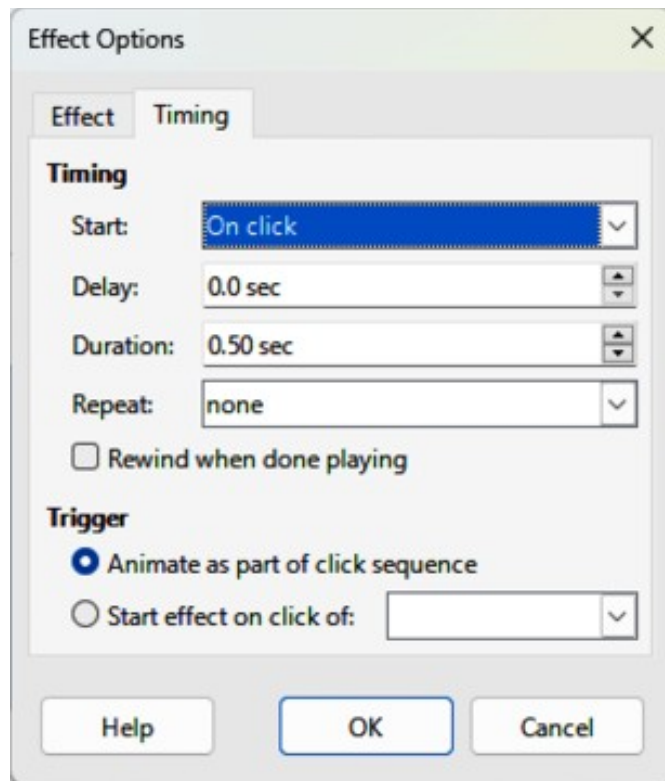 Effect Options
Effect Timing
Timing
Start: On click
Delay: 0.0 sec
Duration: 0.50 sec
Repeat: none
Rewind when done playing
Trigger
Animate as part of click sequence
Start effect on click of:
Help OK Cancel